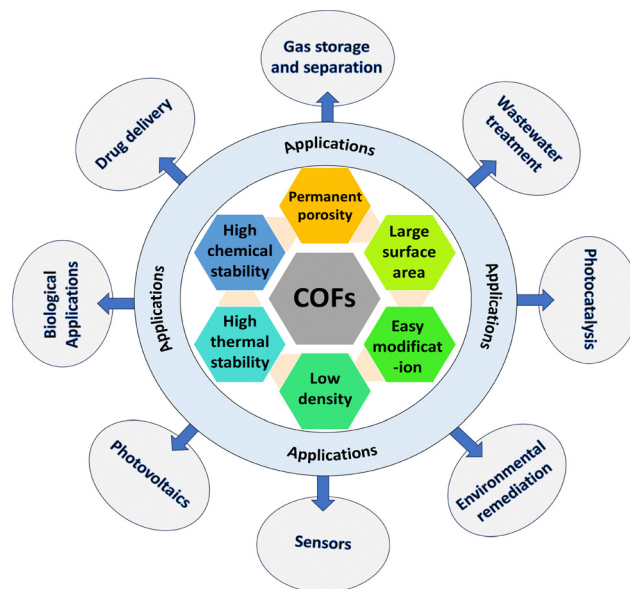 Gas storage
and separation
Drug delivery
Wastewater
treatment
Applications
Permanent
porosity
High
chemical
stability
Large
surface
area
COFs
Applications
Applications
Biological
Applications
Photocatalysis
High
thermal
stability
Easy
modificat
-ion
Low
density
Applications
Photovoltaics
Environmental
remediation
Sensors